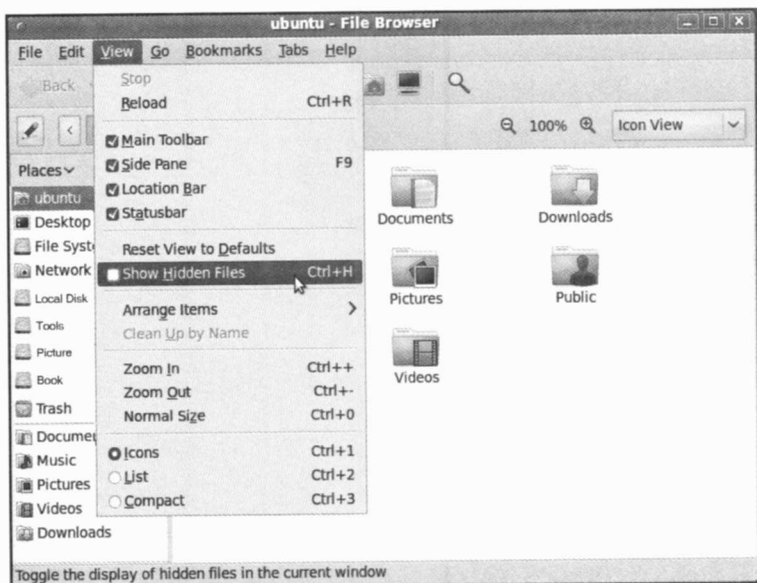 ubuntu - File Browser
File Edit View Go Bookmarks Tabs Help
Back
Stop
Reload Ctrl+R
Main Toolbar
Side Pane F9
Location Bar
Statusbar
Reset View to Defaults
Show Hidden Files Ctrl+H
Arrange Items
Clean Up by Name
Zoom In Ctrl++
Zoom Out Ctrl+-
Normal Size Ctrl+0
Icons Ctrl+1
List Ctrl+2
Compact Ctrl+3
100% Icon View
Places
ubuntu
Desktop
File Syst
Network
Local Disk
Tools
Picture
Book
Trash
Documen
Music
Pictures
Videos
Downloads
Documents
Downloads
Pictures
Public
Videos
Toggle the display of hidden files in the current window